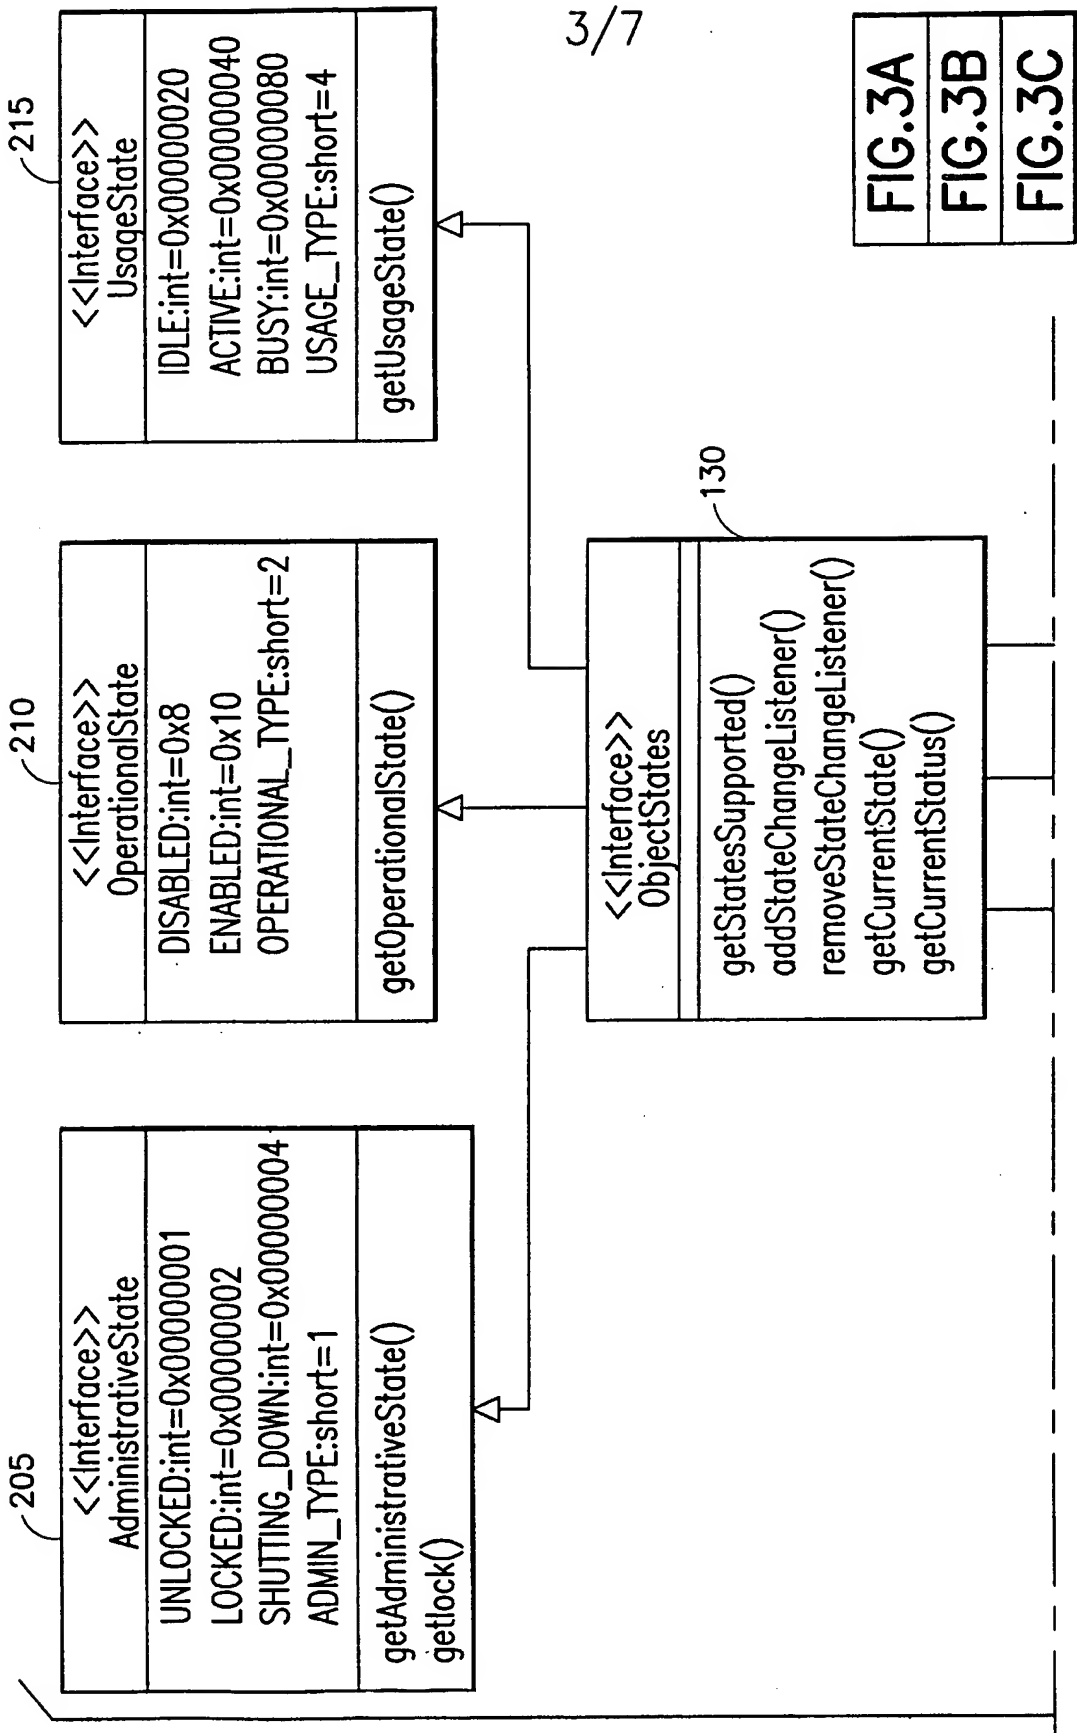 3/7
205
<<Interface>>
AdministrativeState
UNLOCKED:int=0x00000001
LOCKED:int=0x00000002
SHUTTING_DOWN:int=0x00000004
ADMIN_TYPE:short=1
getAdministrativeState()
getlock()
210
<<Interface>>
OperationalState
DISABLED:int=0x8
ENABLED:int=0x10
OPERATIONAL_TYPE:short=2
getOperationalState()
215
<<Interface>>
UsageState
IDLE:int=0x00000020
ACTIVE:int=0x00000040
BUSY:int=0x00000080
USAGE_TYPE:short=4
getUsageState()
130
<<Interface>>
ObjectStates
getStatesSupported()
addStateChangeListener()
removeStateChangeListener()
getCurrentState()
getCurrentStatus()
FIG.3A
FIG.3B
FIG.3C